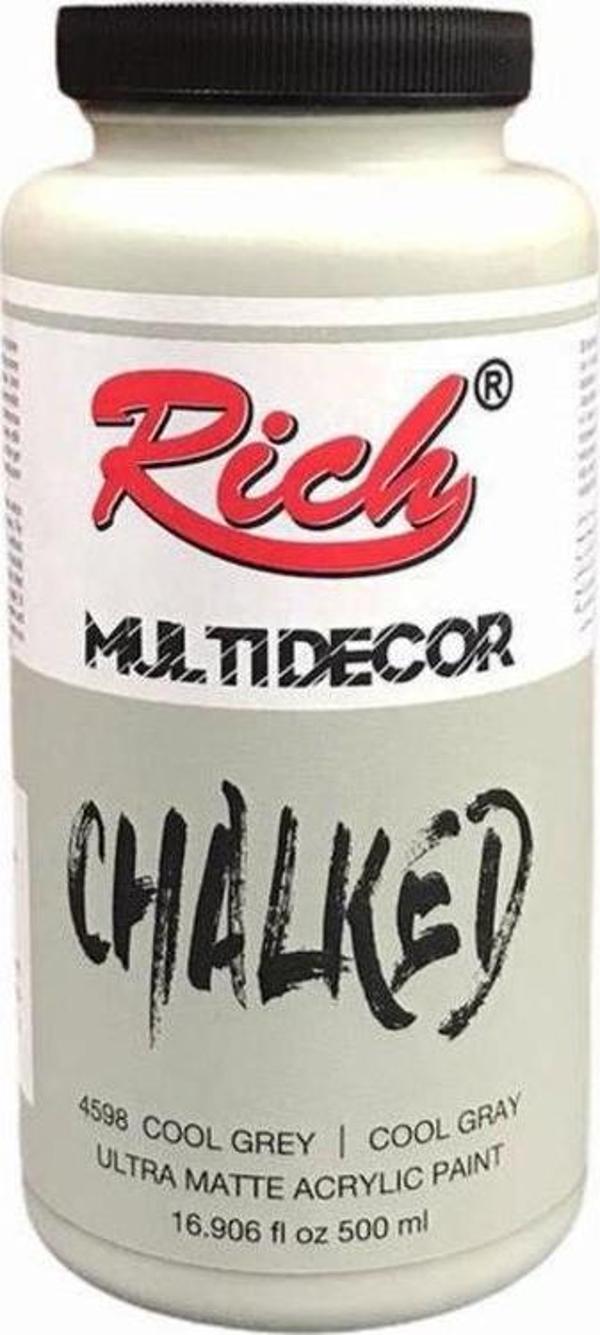 Rich®
MULTIDECOR
CHALKED
4598 COOL GREY | COOL GRAY
ULTRA MATTE ACRYLIC PAINT
16.906 fl oz 500 ml